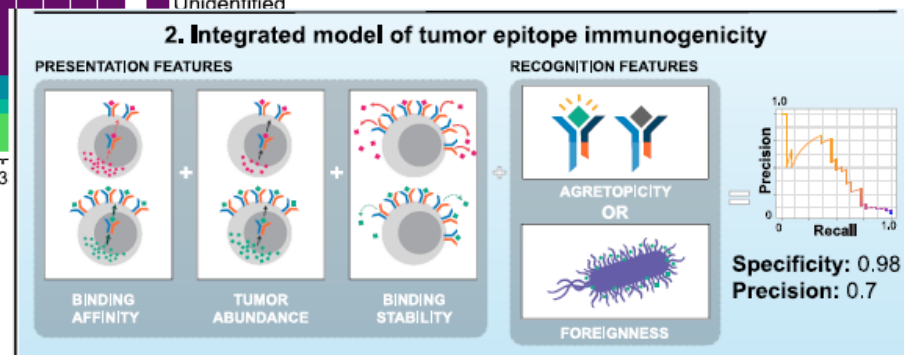 Unidentified
3
2. Integrated model of tumor epitope immunogenicity
PRESENTATION FEATURES
RECOGNITION FEATURES
+
+
+
AGRETOPICITY
OR
FOREIGNNESS
=
BINDING
AFFINITY
TUMOR
ABUNDANCE
BINDING
STABILITY
1.0
Precision
0
0
Recall
1.0
Specificity: 0.98
Precision: 0.7